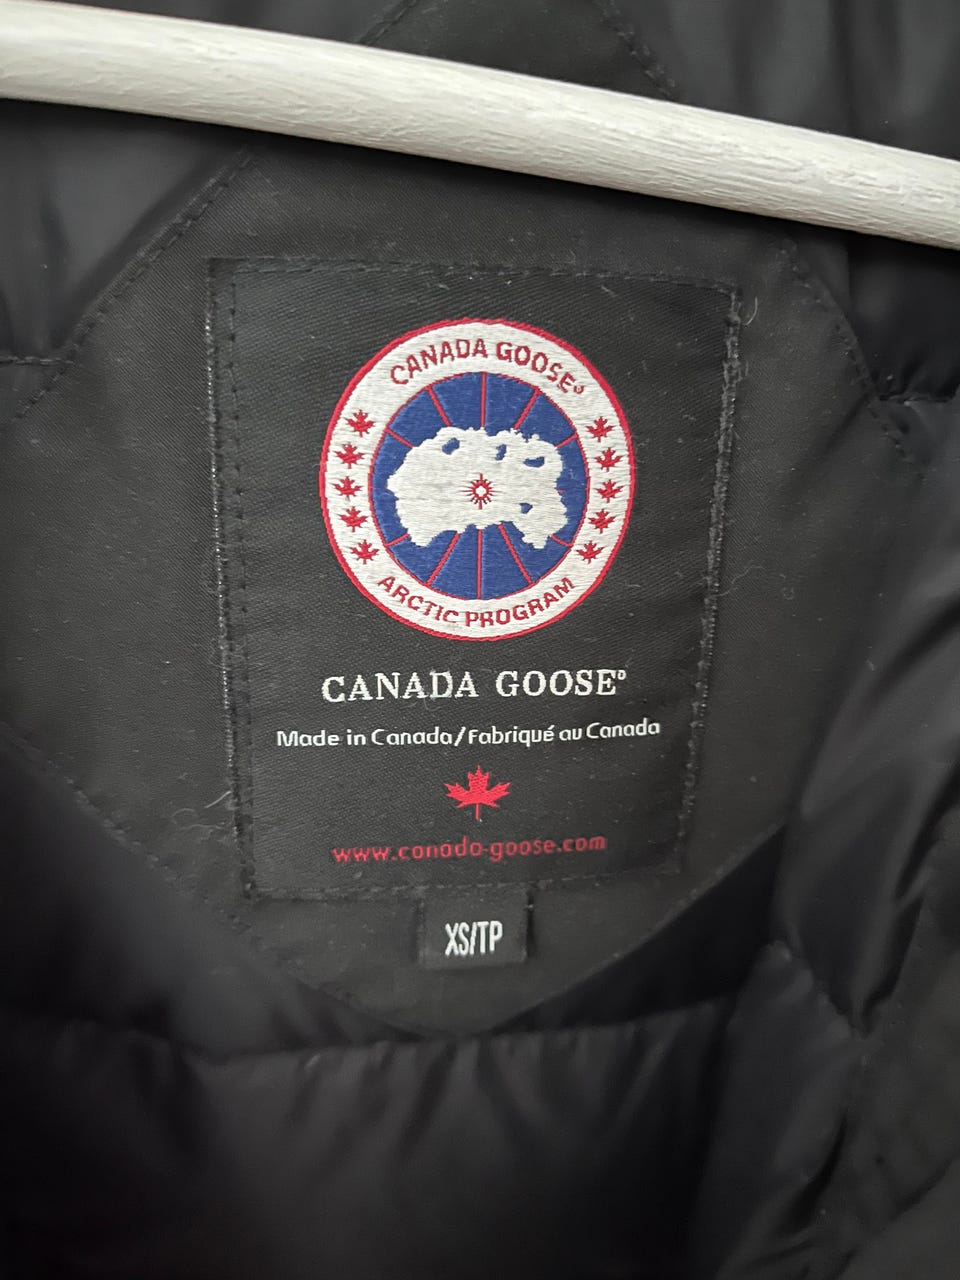 CANADA GOOSE®
ARCTIC PROGRAM
CANADA GOOSE®
Made in Canada/Fabriqué au Canada
www.canada-goose.com
XS/TP